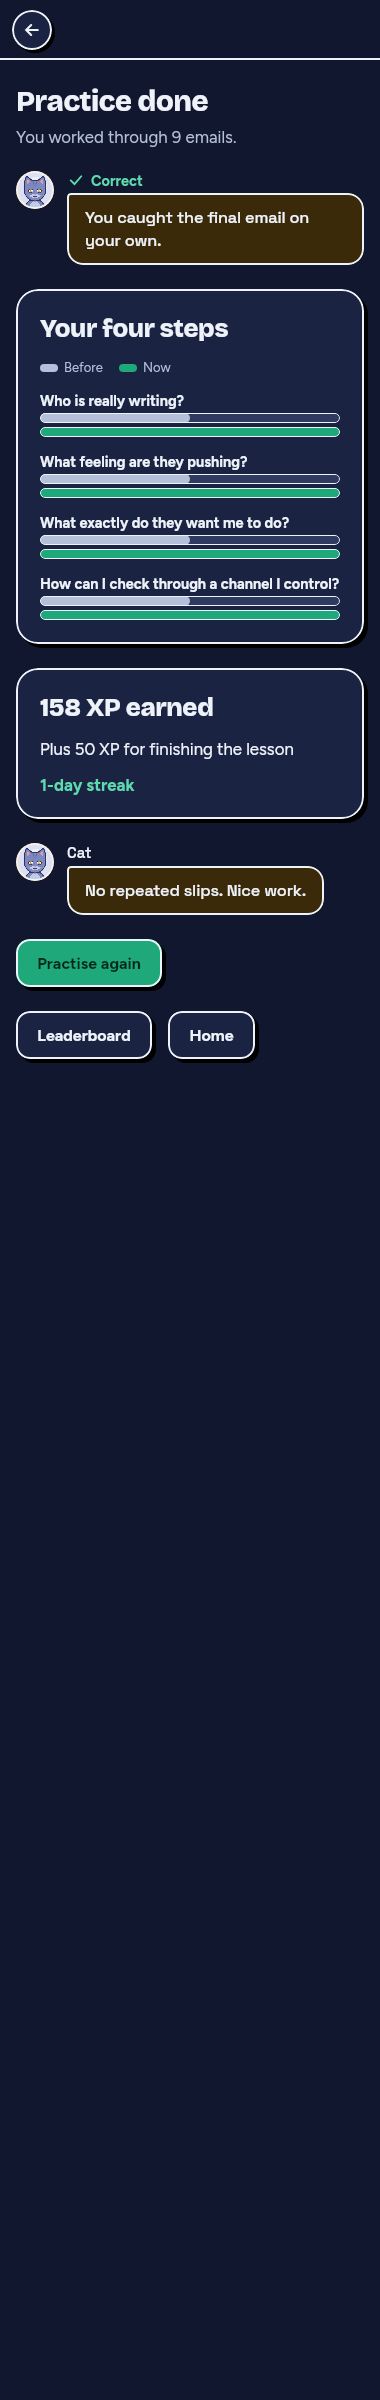 Practice done
You worked through 9 emails.
Correct
You caught the final email on
your own.
Your four steps
Before Now
Who is really writing?
What feeling are they pushing?
What exactly do they want me to do?
How can I check through a channel I control?
158 XP earned
Plus 50 XP for finishing the lesson
1-day streak
Cat
No repeated slips. Nice work.
Practise again
Leaderboard Home